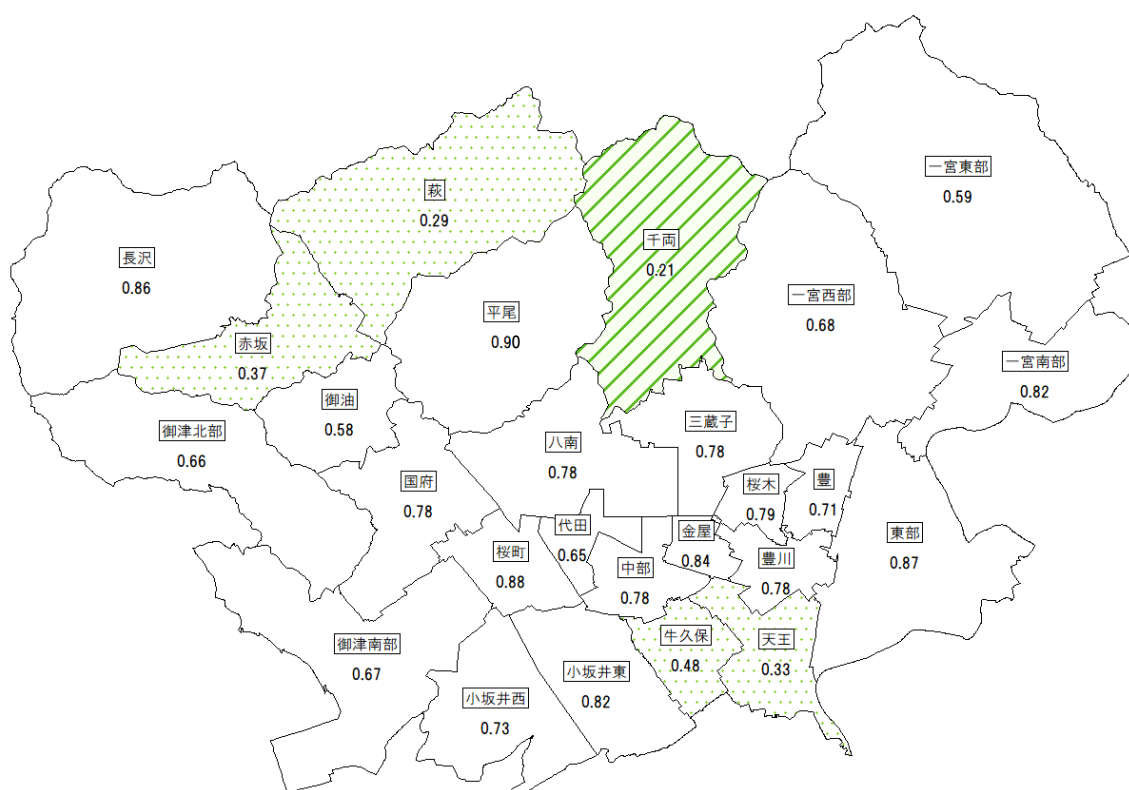 一宮東部
0.59
萩
0.29
千両
0.21
長沢
0.86
一宮西部
0.68
平尾
0.90
赤坂
0.37
一宮南部
0.82
御油
0.58
御津北部
0.66
八南
0.78
三蔵子
0.78
国府
0.78
桜木
0.79
豊
0.71
代田
0.65
金屋
0.84
東部
0.87
桜町
0.88
中部
0.78
豊川
0.78
御津南部
0.67
牛久保
0.48
天王
0.33
小坂井東
0.82
小坂井西
0.73